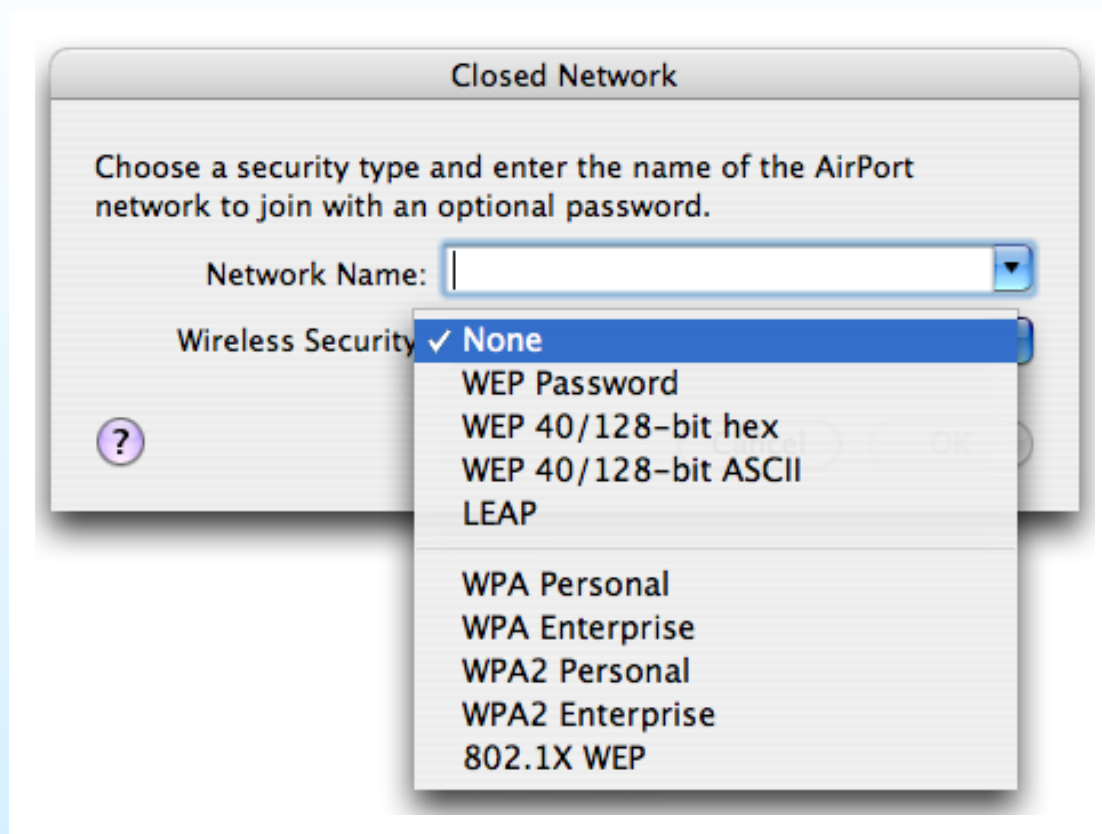 Closed Network
Choose a security type and enter the name of the AirPort
network to join with an optional password.
Network Name:
Wireless Security
✓ None
WEP Password
WEP 40/128-bit hex
Cancel
OK
WEP 40/128-bit ASCII
LEAP
?
WPA Personal
WPA Enterprise
WPA2 Personal
WPA2 Enterprise
802.1X WEP